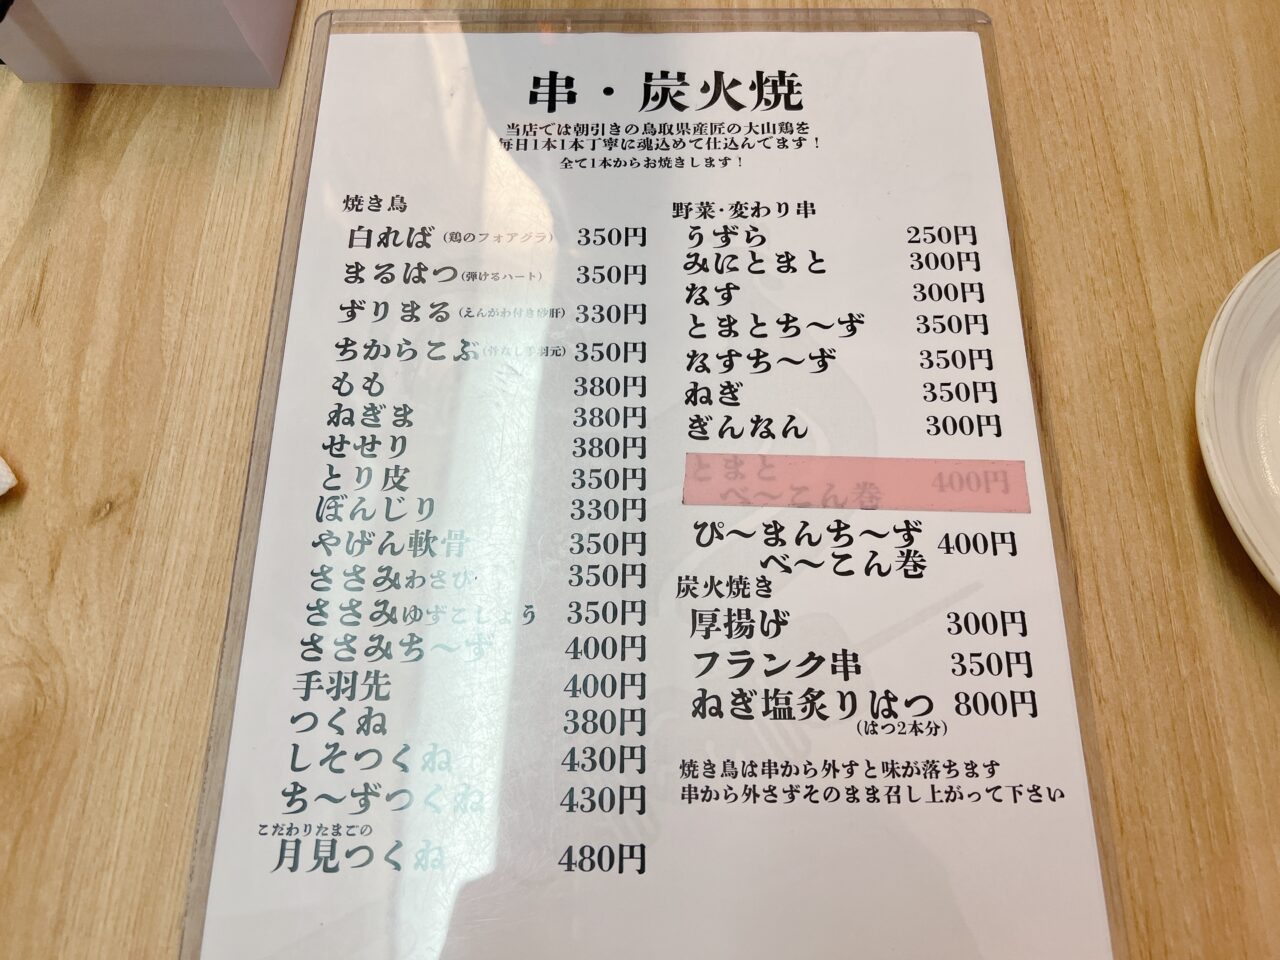 串・炭火焼
当店では朝引きの鳥取県産匠の大山鶏を
毎日1本1本丁寧に魂込めて仕込んでます！
全て1本からお焼きします！
焼き鳥
白ればー(鶏のフォアグラ) 350円
まるはつ(弾けるハート) 350円
ずりまる(えんがわ付き砂肝) 330円
ちからこぶ(骨なし手羽元) 350円
もも 380円
ねぎま 380円
せせり 380円
とり皮 350円
ぼんじり 330円
やげん軟骨 350円
ささみわさび 350円
ささみゆずこしょう 350円
ささみち〜ず 400円
手羽先 400円
つくね 380円
しそつくね 430円
ち〜ずつくね 430円
こだわりたまごの
月見つくね 480円
野菜・変わり串
うずら 250円
みにとまと 300円
なす 300円
とまとち〜ず 350円
なすち〜ず 350円
ねぎ 350円
ぎんなん 300円
とまと
べ〜こん巻 400円
ぴ〜まんち〜ず
べ〜こん巻 400円
炭火焼き
厚揚げ 300円
フランク串 350円
ねぎ塩炙りはつ 800円
(はつ2本分)
焼き鳥は串から外すと味が落ちます
串から外さずそのまま召し上がって下さい